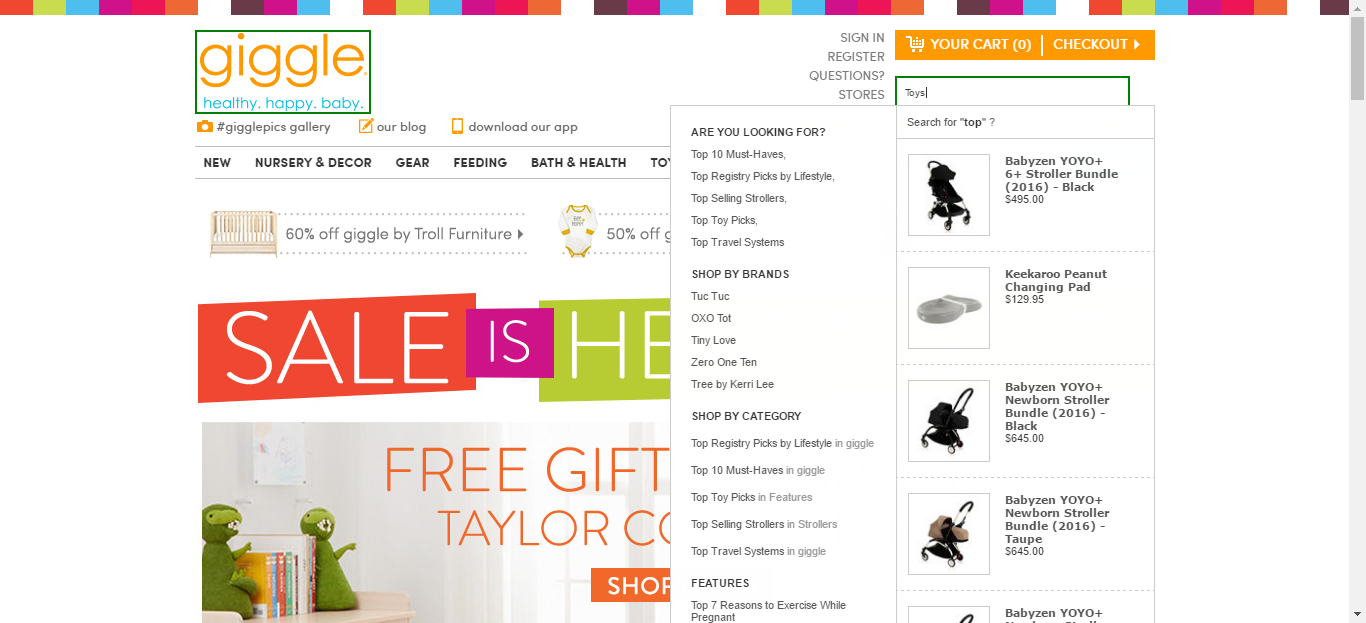 giggle.
healthy. happy. baby.
SIGN IN
REGISTER
QUESTIONS?
STORES
YOUR CART (0)
CHECKOUT
Toys
#gigglepics gallery
our blog
download our app
NEW
NURSERY & DECOR
GEAR
FEEDING
BATH & HEALTH
60% off giggle by Troll Furniture
50% off
SALE IS
FREE GIFT
TAYLOR
ARE YOU LOOKING FOR?
Top 10 Must-Haves,
Top Registry Picks by Lifestyle,
Top Selling Strollers,
Top Toy Picks,
Top Travel Systems
SHOP BY BRANDS
Tuc Tuc
OXO Tot
Tiny Love
Zero One Ten
Tree by Kerri Lee
SHOP BY CATEGORY
Top Registry Picks by Lifestyle in giggle
Top 10 Must-Haves in giggle
Top Toy Picks in Features
Top Selling Strollers in Strollers
Top Travel Systems in giggle
FEATURES
Top 7 Reasons to Exercise While
Pregnant
Search for "top" ?
Babyzen YOYO+
6+ Stroller Bundle
(2016) - Black
$495.00
Keekaroo Peanut
Changing Pad
$129.95
Babyzen YOYO+
Newborn Stroller
Bundle (2016) -
Black
$645.00
Babyzen YOYO+
Newborn Stroller
Bundle (2016) -
Taupe
$645.00
Babyzen YOYO+